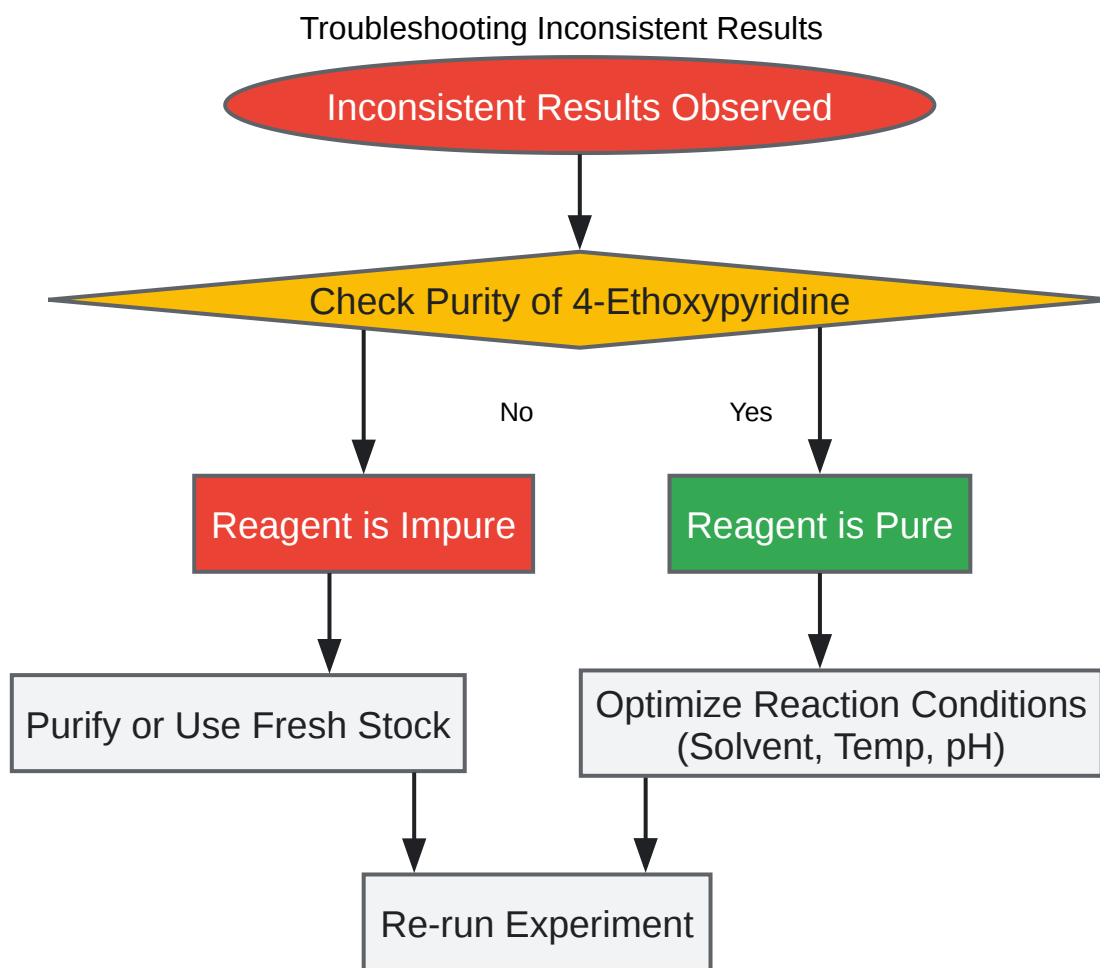 Troubleshooting Inconsistent Results
Inconsistent Results Observed
Check Purity of 4-Ethoxypyridine
No
Yes
Reagent is Impure
Reagent is Pure
Purify or Use Fresh Stock
Optimize Reaction Conditions
(Solvent, Temp, pH)
Re-run Experiment